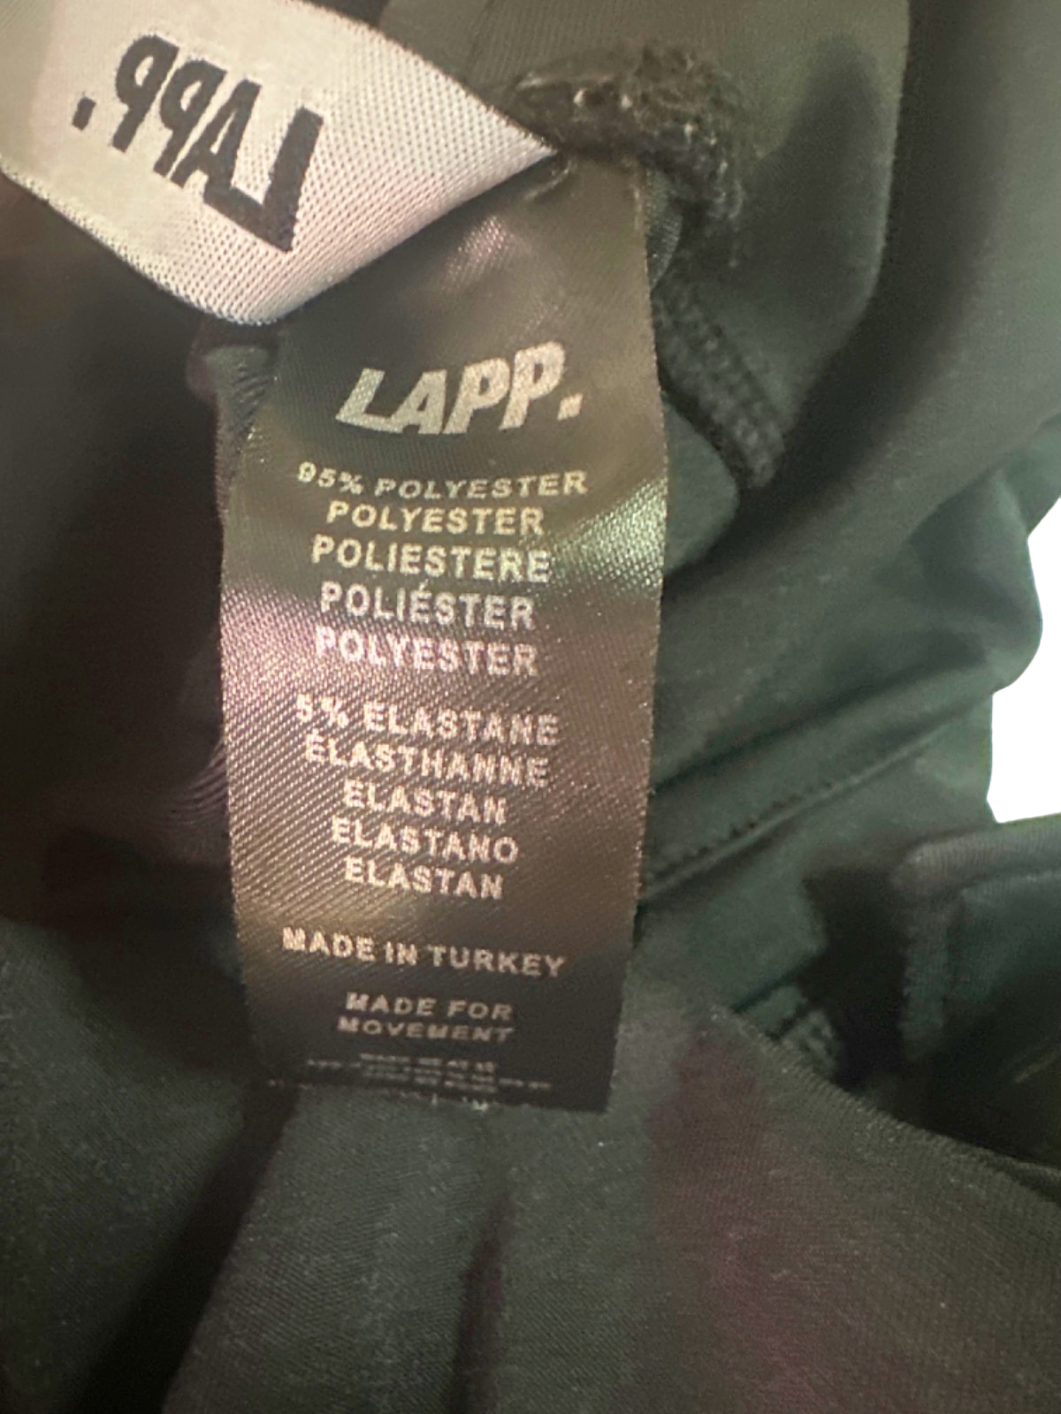 LAPP.
LAPP.
95% POLYESTER
POLYESTER
POLIESTERE
POLIÉSTER
POLYESTER
5% ELASTANE
ÉLASTHANNE
ELASTAN
ELASTANO
ELASTAN
MADE IN TURKEY
MADE FOR
MOVEMENT